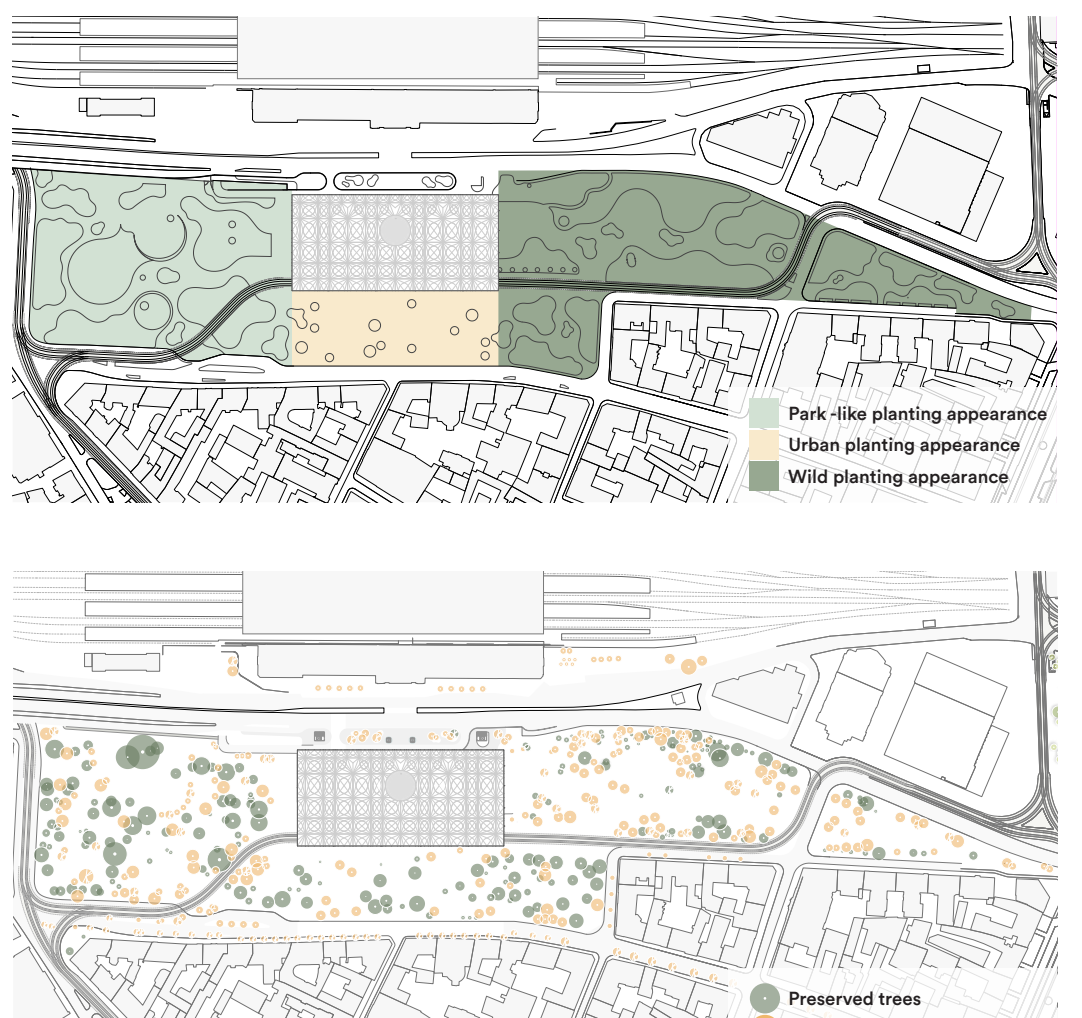 Park -like planting appearance
Urban planting appearance
Wild planting appearance
Preserved trees